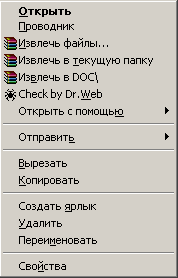 Открыть
Проводник
Извлечь файлы...
Извлечь в текущую папку
Извлечь в DOC\
Check by Dr.Web
Открыть с помощью
Отправить
Вырезать
Копировать
Создать ярлык
Удалить
Переименовать
Свойства